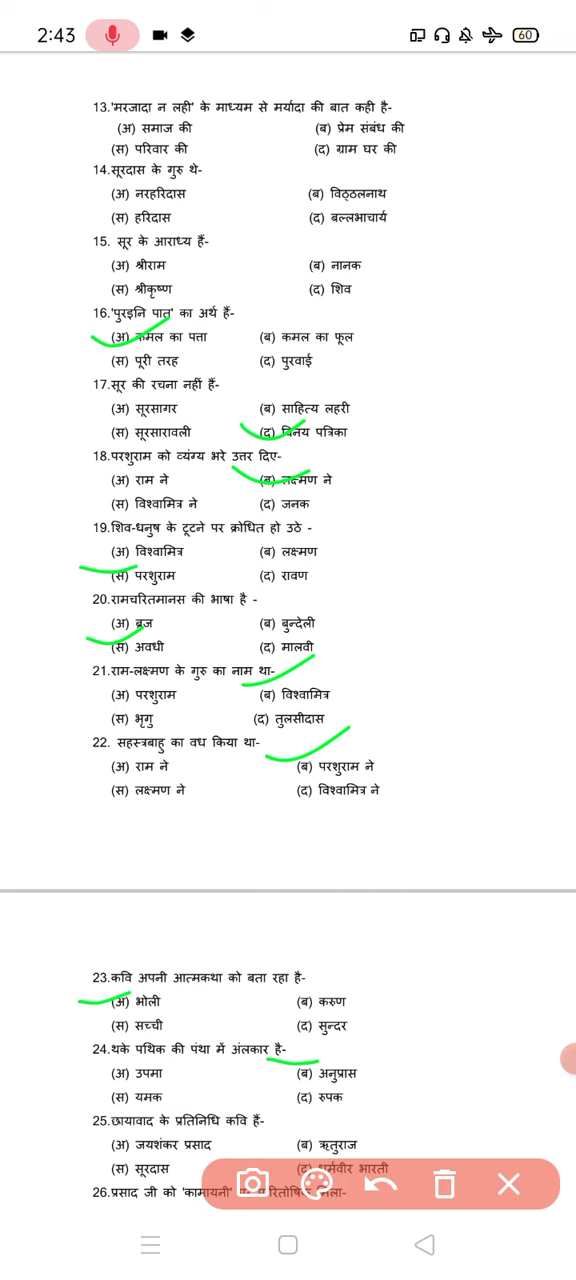 2:43
60
13.'मरजादा न लही' के माध्यम से मर्यादा की बात कही है-
(अ) समाज की (ब) प्रेम संबंध की
(स) परिवार की (द) ग्राम घर की
14.सूरदास के गुरु थे-
(अ) नरहरिदास (ब) विठ्ठलनाथ
(स) हरिदास (द) बल्लभाचार्य
15. सूर के आराध्य हैं-
(अ) श्रीराम (ब) नानक
(स) श्रीकृष्ण (द) शिव
16.'पुरइनि पात' का अर्थ हैं-
(अ) कमल का पत्ता (ब) कमल का फूल
(स) पूरी तरह (द) पुरवाई
17.सूर की रचना नहीं हैं-
(अ) सूरसागर (ब) साहित्य लहरी
(स) सूरसारावली (द) विनय पत्रिका
18.परशुराम को व्यंग्य भरे उत्तर दिए-
(अ) राम ने (ब) लक्ष्मण ने
(स) विश्वामित्र ने (द) जनक
19.शिव-धनुष के टूटने पर क्रोधित हो उठे -
(अ) विश्वामित्र (ब) लक्ष्मण
(स) परशुराम (द) रावण
20.रामचरितमानस की भाषा है -
(अ) ब्रज (ब) बुन्देली
(स) अवधी (द) मालवी
21.राम-लक्ष्मण के गुरु का नाम था-
(अ) परशुराम (ब) विश्वामित्र
(स) भृगु (द) तुलसीदास
22. सहस्त्रबाहु का वध किया था-
(अ) राम ने (ब) परशुराम ने
(स) लक्ष्मण ने (द) विश्वामित्र ने
23.कवि अपनी आत्मकथा को बता रहा है-
(अ) भोली (ब) करुण
(स) सच्ची (द) सुन्दर
24.थके पथिक की पंथा में अंलकार है-
(अ) उपमा (ब) अनुप्रास
(स) यमक (द) रुपक
25.छायावाद के प्रतिनिधि कवि हैं-
(अ) जयशंकर प्रसाद (ब) ऋतुराज
(स) सूरदास (द) धर्मवीर भारती
26.प्रसाद जी को 'कामायनी' मिला-